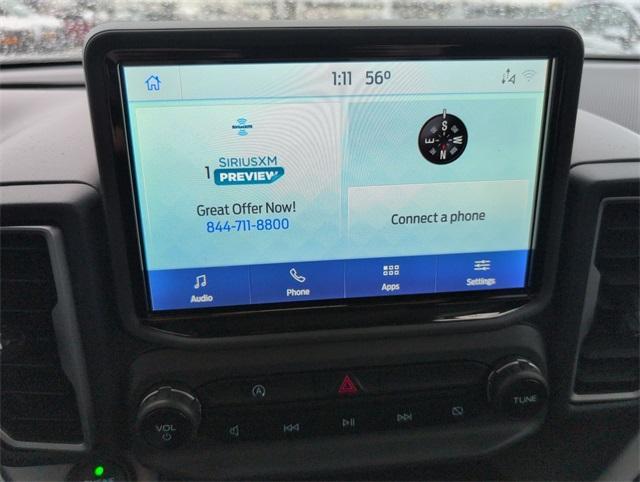 1:11 56°
SIRIUSXM
1 SIRIUSXM
PREVIEW
Great Offer Now!
844-711-8800
S
E W
N
Connect a phone
Audio Phone Apps Settings
VOL
TUNE